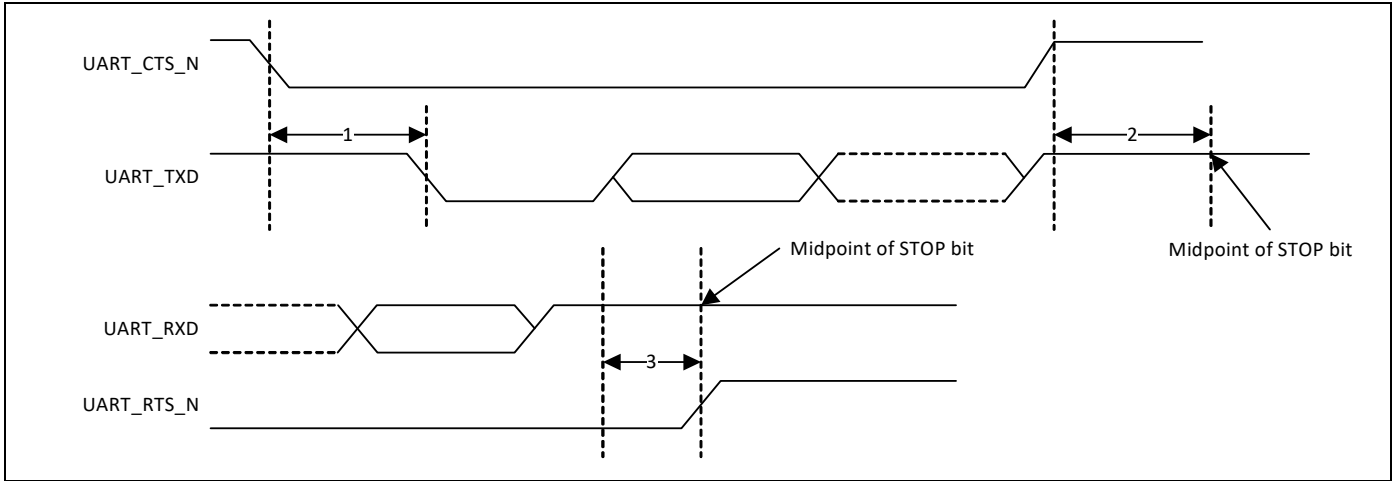 UART_CTS_N
1
2
UART_TXD
Midpoint of STOP bit
Midpoint of STOP bit
UART_RXD
3
UART_RTS_N